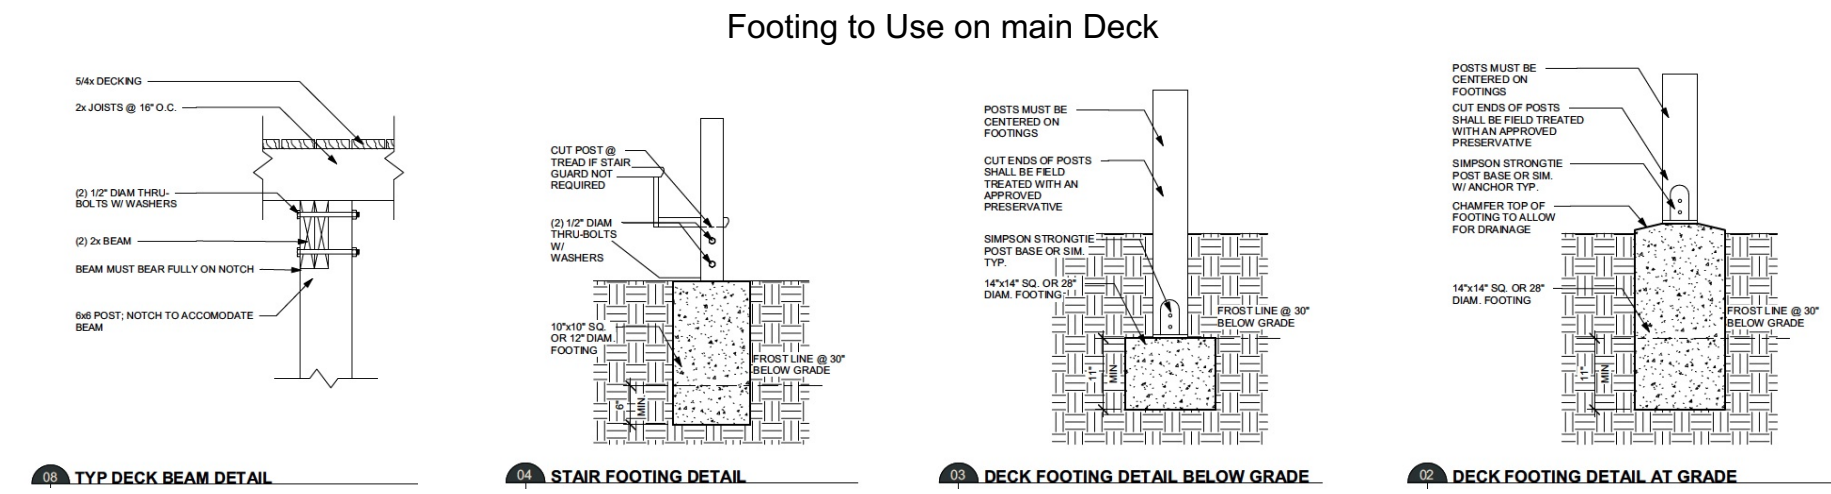 Footing to Use on main Deck
5/4x DECKING
2x JOISTS @ 16" O.C.
(2) 1/2" DIAM THRU-
BOLTS W/ WASHERS
(2) 2x BEAM
BEAM MUST BEAR FULLY ON NOTCH
6x6 POST; NOTCH TO ACCOMODATE
BEAM
08 TYP DECK BEAM DETAIL
CUT POST @
TREAD IF STAIR
GUARD NOT
REQUIRED
(2) 1/2" DIAM
THRU-BOLTS
W/
WASHERS
10"x10" SQ.
OR 12" DIAM.
FOOTING
FROST LINE @ 30"
BELOW GRADE
6"
MIN
04 STAIR FOOTING DETAIL
POSTS MUST BE
CENTERED ON
FOOTINGS
CUT ENDS OF POSTS
SHALL BE FIELD
TREATED WITH AN
APPROVED
PRESERVATIVE
SIMPSON STRONGTIE
POST BASE OR SIM.
TYP.
14"x14" SQ. OR 28"
DIAM. FOOTING
FROST LINE @ 30"
BELOW GRADE
11"
MIN
03 DECK FOOTING DETAIL BELOW GRADE
POSTS MUST BE
CENTERED ON
FOOTINGS
CUT ENDS OF POSTS
SHALL BE FIELD TREATED
WITH AN APPROVED
PRESERVATIVE
SIMPSON STRONGTIE
POST BASE OR SIM.
W/ ANCHOR TYP.
CHAMFER TOP OF
FOOTING TO ALLOW
FOR DRAINAGE
14"x14" SQ. OR 28"
DIAM. FOOTING
FROST LINE @ 30"
BELOW GRADE
11"
MIN
02 DECK FOOTING DETAIL AT GRADE